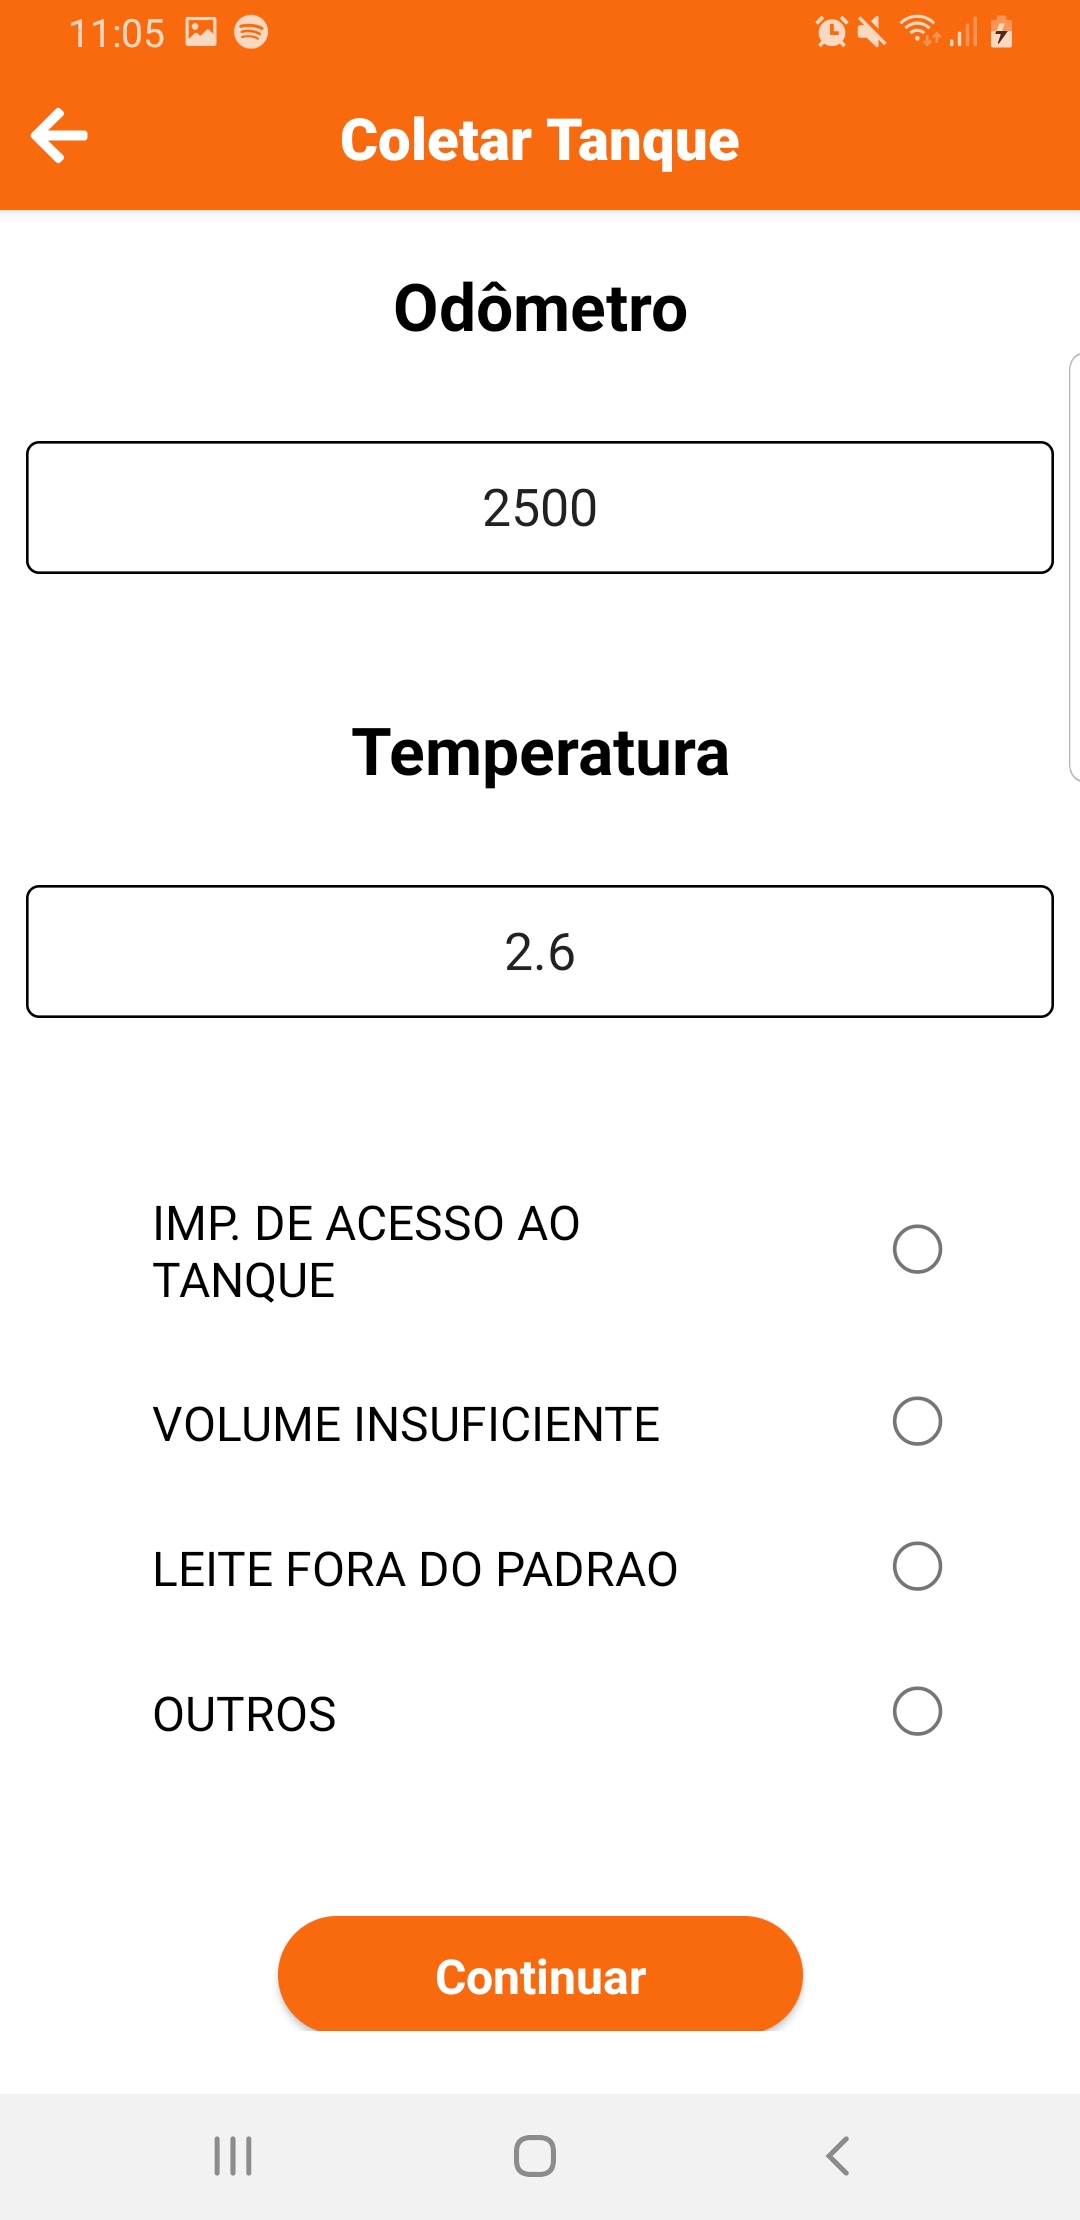 11:05
Coletar Tanque
Odômetro
2500
Temperatura
2.6
IMP. DE ACESSO AO
TANQUE
VOLUME INSUFICIENTE
LEITE FORA DO PADRAO
OUTROS
Continuar